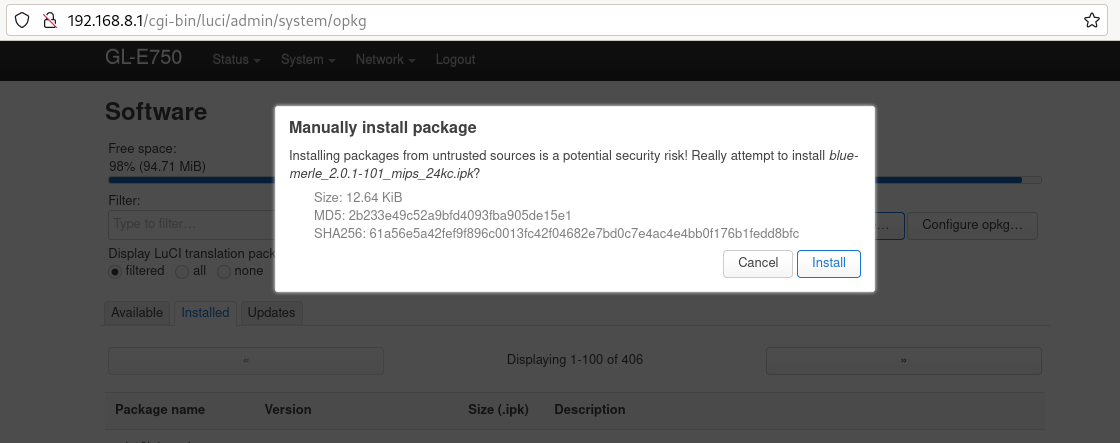 192.168.8.1/cgi-bin/luci/admin/system/opkg
GL-E750 Status System Network Logout
Software
Free space:
98% (94.71 MiB)
Filter:
Type to filter…
… Configure opkg…
Display LuCI translation pack
filtered all none
Manually install package
Installing packages from untrusted sources is a potential security risk! Really attempt to install blue-
merle_2.0.1-101_mips_24kc.ipk?
Size: 12.64 KiB
MD5: 2b233e49c52a9bfd4093fba905de15e1
SHA256: 61a56e5a42fef9f896c0013fc42f04682e7bd0c7e4ac4e4bb0f176b1fedd8bfc
Cancel Install
Available Installed Updates
« Displaying 1-100 of 406 »
Package name Version Size (.ipk) Description